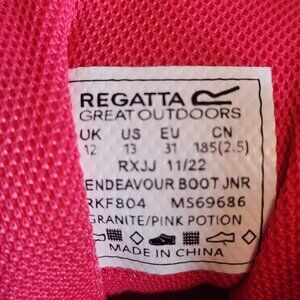 REGATTA
GREAT OUTDOORS
UK US EU CN
12 13 31 185(2.5)
RXJJ 11/22
ENDEAVOUR BOOT JNR
RKF804 MS69686
GRANITE/PINK POTION
MADE IN CHINA